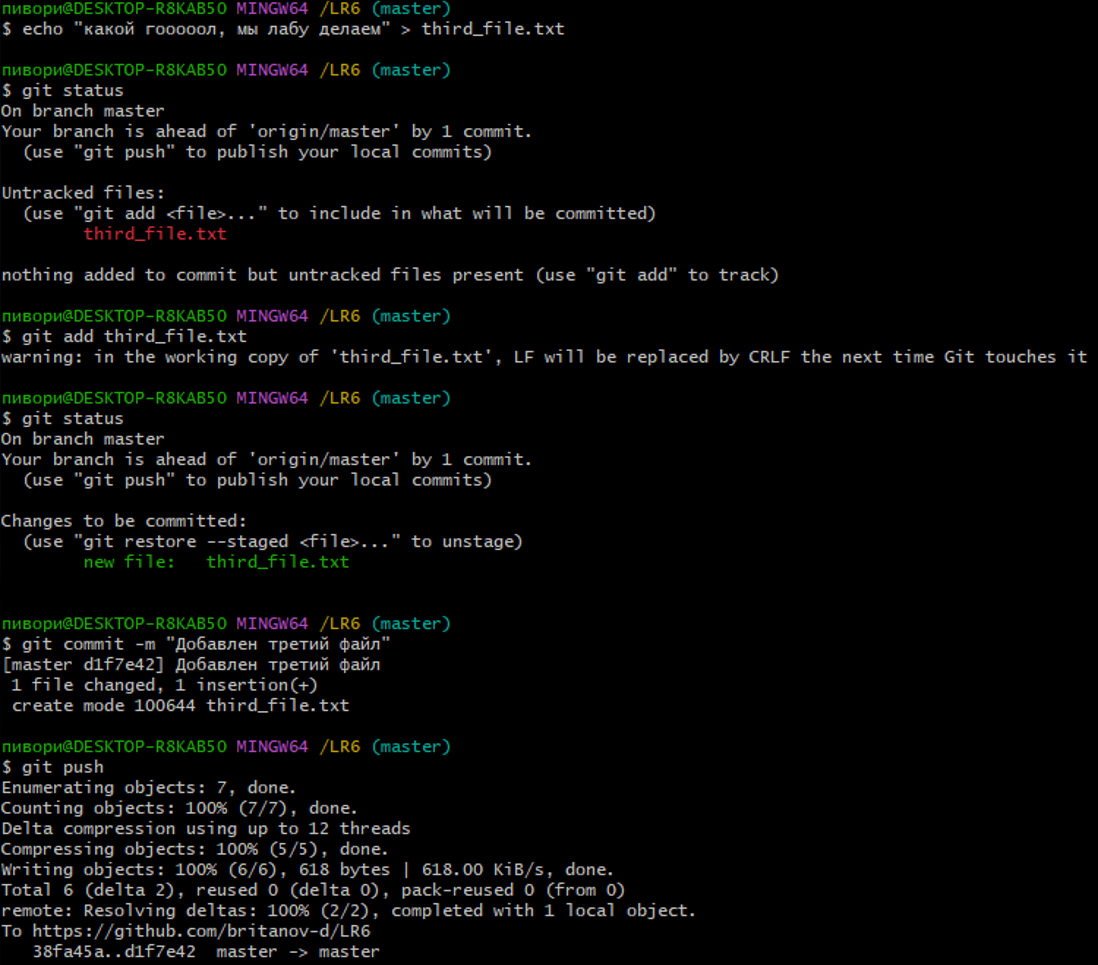 пивори@DESKTOP-R8KAB5O MINGW64 /LR6 (master)
$ echo "какой гооооол, мы лабу делаем" > third_file.txt
пивори@DESKTOP-R8KAB5O MINGW64 /LR6 (master)
$ git status
On branch master
Your branch is ahead of 'origin/master' by 1 commit.
  (use "git push" to publish your local commits)
Untracked files:
  (use "git add <file>..." to include in what will be committed)
        third_file.txt
nothing added to commit but untracked files present (use "git add" to track)
пивори@DESKTOP-R8KAB5O MINGW64 /LR6 (master)
$ git add third_file.txt
warning: in the working copy of 'third_file.txt', LF will be replaced by CRLF the next time Git touches it
пивори@DESKTOP-R8KAB5O MINGW64 /LR6 (master)
$ git status
On branch master
Your branch is ahead of 'origin/master' by 1 commit.
  (use "git push" to publish your local commits)
Changes to be committed:
  (use "git restore --staged <file>..." to unstage)
        new file:   third_file.txt
пивори@DESKTOP-R8KAB5O MINGW64 /LR6 (master)
$ git commit -m "Добавлен третий файл"
[master d1f7e42] Добавлен третий файл
 1 file changed, 1 insertion(+)
 create mode 100644 third_file.txt
пивори@DESKTOP-R8KAB5O MINGW64 /LR6 (master)
$ git push
Enumerating objects: 7, done.
Counting objects: 100% (7/7), done.
Delta compression using up to 12 threads
Compressing objects: 100% (5/5), done.
Writing objects: 100% (6/6), 618 bytes | 618.00 KiB/s, done.
Total 6 (delta 2), reused 0 (delta 0), pack-reused 0 (from 0)
remote: Resolving deltas: 100% (2/2), completed with 1 local object.
To https://github.com/britanov-d/LR6
   38fa45a..d1f7e42  master -> master